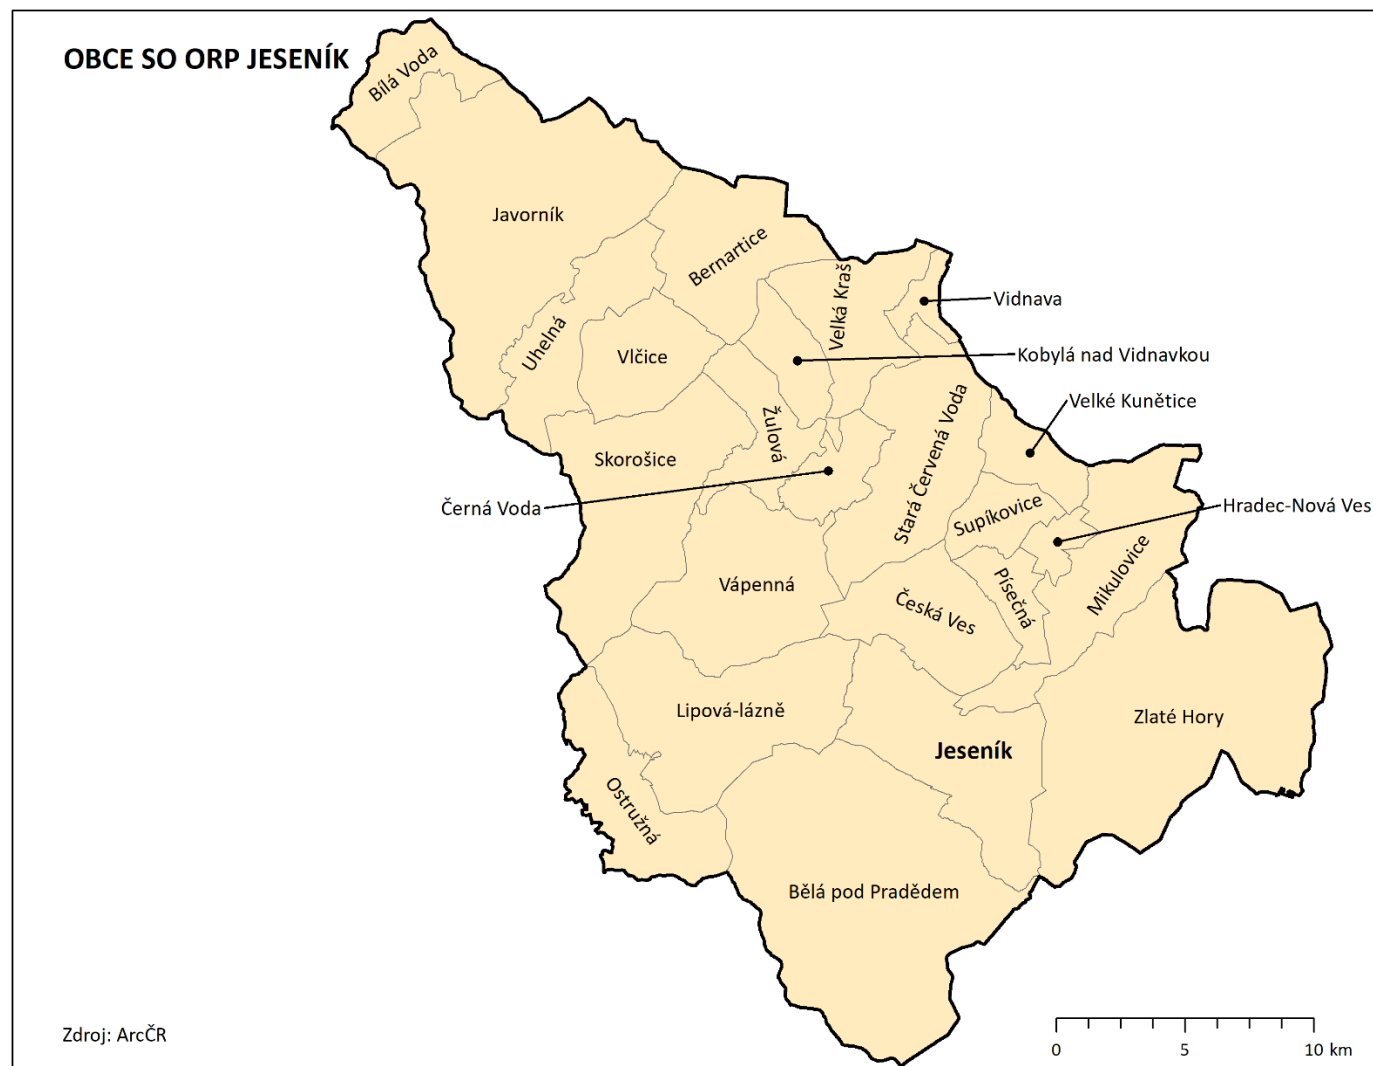 OBCE SO ORP JESENÍK
Bílá Voda
Javorník
Bernartice
Velká Kraš
Vidnava
Uhelná
Vlčice
Kobylá nad Vidnavkou
Velké Kunětice
Žulová
Stará Červená Voda
Skorošice
Černá Voda
Supíkovice
Hradec-Nová Ves
Vápenná
Česká Ves
Písečná
Mikulovice
Lipová-lázně
Zlaté Hory
Jeseník
Ostružná
Bělá pod Pradědem
Zdroj: ArcČR
0 5 10 km